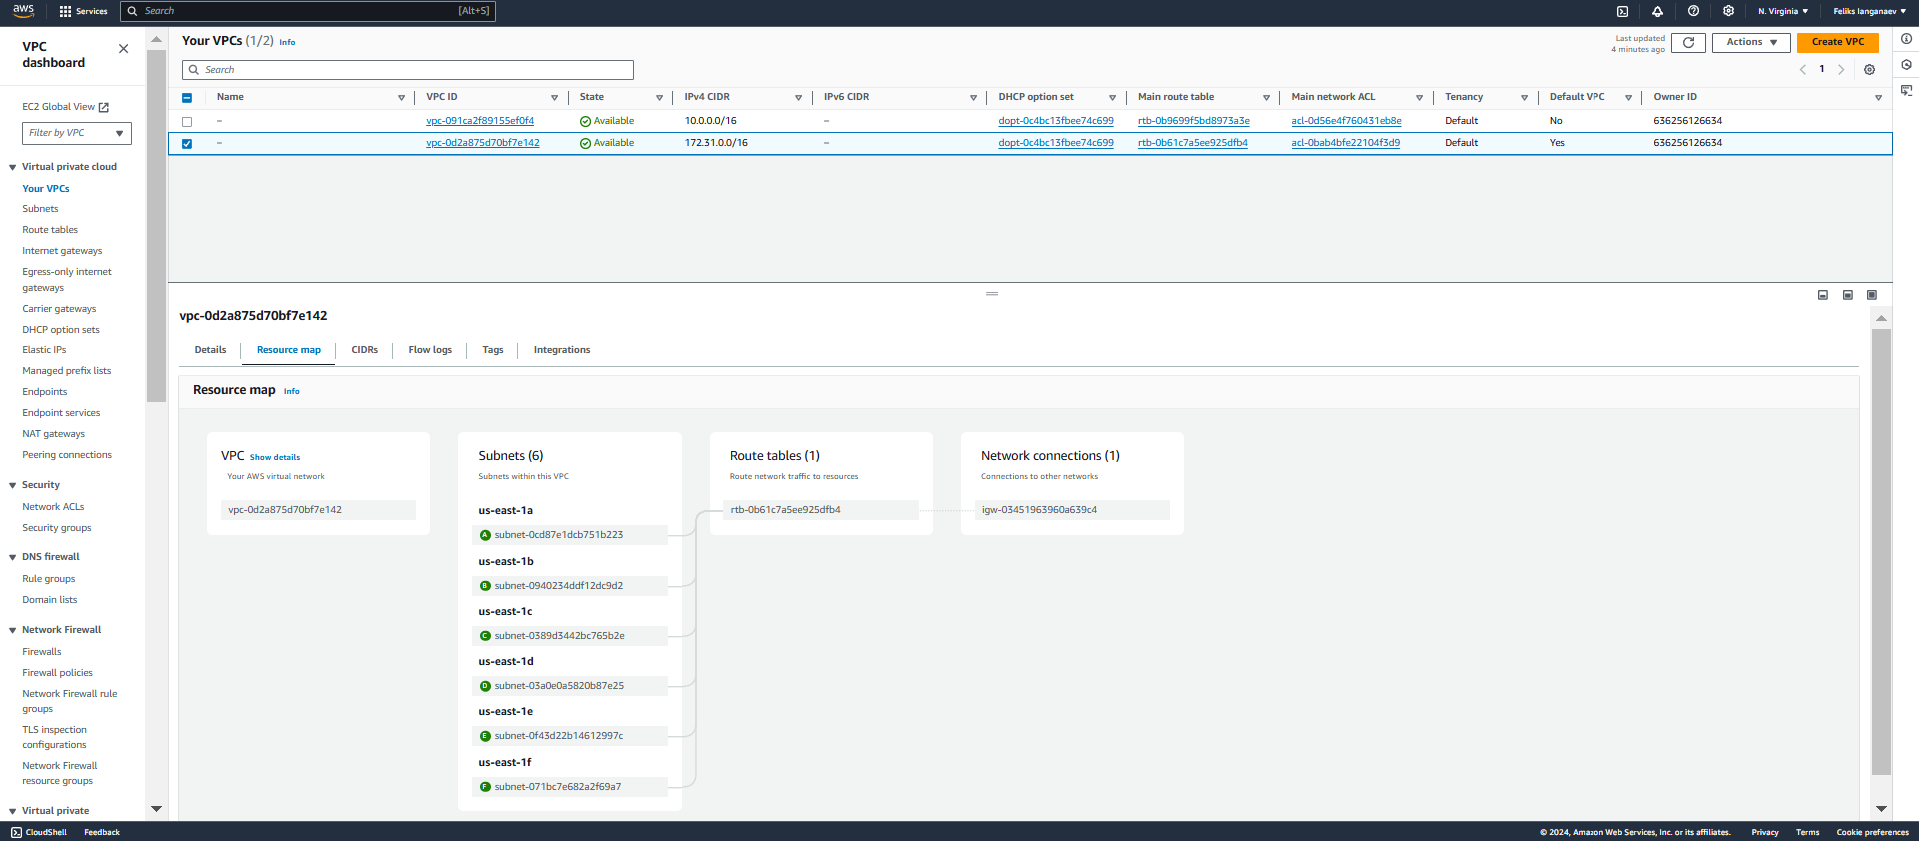 aws
Services
Search
[Alt+S]
N. Virginia
Feliks Ianganaev
VPC dashboard
EC2 Global View
Filter by VPC
Virtual private cloud
Your VPCs
Subnets
Route tables
Internet gateways
Egress-only internet
gateways
Carrier gateways
DHCP option sets
Elastic IPs
Managed prefix lists
Endpoints
Endpoint services
NAT gateways
Peering connections
Security
Network ACLs
Security groups
DNS firewall
Rule groups
Domain lists
Network Firewall
Firewalls
Firewall policies
Network Firewall rule
groups
TLS inspection
configurations
Network Firewall
resource groups
Virtual private
Your VPCs (1/2) Info
Last updated
4 minutes ago
Actions
Create VPC
Search
1
Name VPC ID State IPv4 CIDR IPv6 CIDR DHCP option set Main route table Main network ACL Tenancy Default VPC Owner ID
– vpc-091ca2f89155ef0f4 Available 10.0.0.0/16 – dopt-0c4bc13fbee74c699 rtb-0b9699f5bd8973a3e acl-0d56e4f760431eb8e Default No 636256126634
– vpc-0d2a875d70bf7e142 Available 172.31.0.0/16 – dopt-0c4bc13fbee74c699 rtb-0b61c7a5ee925dfb4 acl-0bab4bfe22104f3d9 Default Yes 636256126634
vpc-0d2a875d70bf7e142
Details Resource map CIDRs Flow logs Tags Integrations
Resource map Info
VPC Show details
Your AWS virtual network
vpc-0d2a875d70bf7e142
Subnets (6)
Subnets within this VPC
us-east-1a
A subnet-0cd87e1dcb751b223
us-east-1b
B subnet-0940234ddf12dc9d2
us-east-1c
C subnet-0389d3442bc765b2e
us-east-1d
D subnet-03a0e0a5820b87e25
us-east-1e
E subnet-0f43d22b14612997c
us-east-1f
F subnet-071bc7e682a2f69a7
Route tables (1)
Route network traffic to resources
rtb-0b61c7a5ee925dfb4
Network connections (1)
Connections to other networks
igw-03451963960a639c4
CloudShell Feedback
© 2024, Amazon Web Services, Inc. or its affiliates. Privacy Terms Cookie preferences